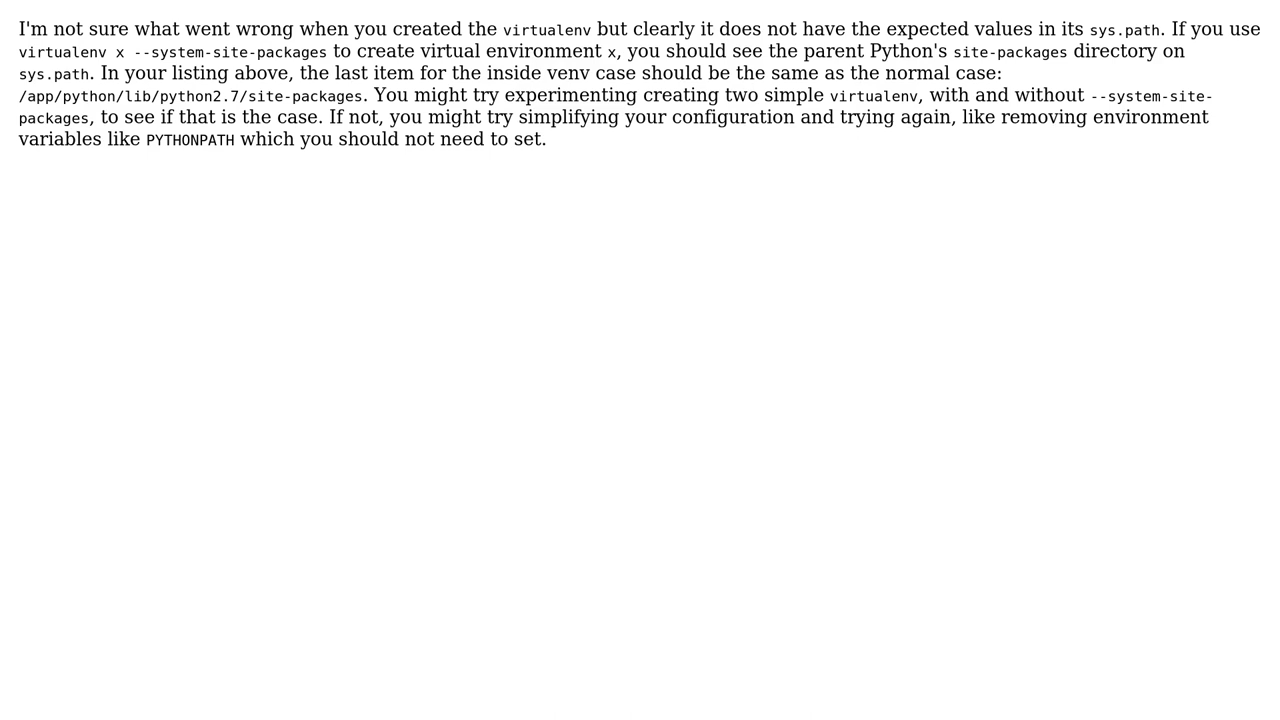 I'm not sure what went wrong when you created the virtualenv but clearly it does not have the expected values in its sys.path. If you use
virtualenv x --system-site-packages to create virtual environment x, you should see the parent Python's site-packages directory on
sys.path. In your listing above, the last item for the inside venv case should be the same as the normal case:
/app/python/lib/python2.7/site-packages. You might try experimenting creating two simple virtualenv, with and without --system-site-
packages, to see if that is the case. If not, you might try simplifying your configuration and trying again, like removing environment
variables like PYTHONPATH which you should not need to set.